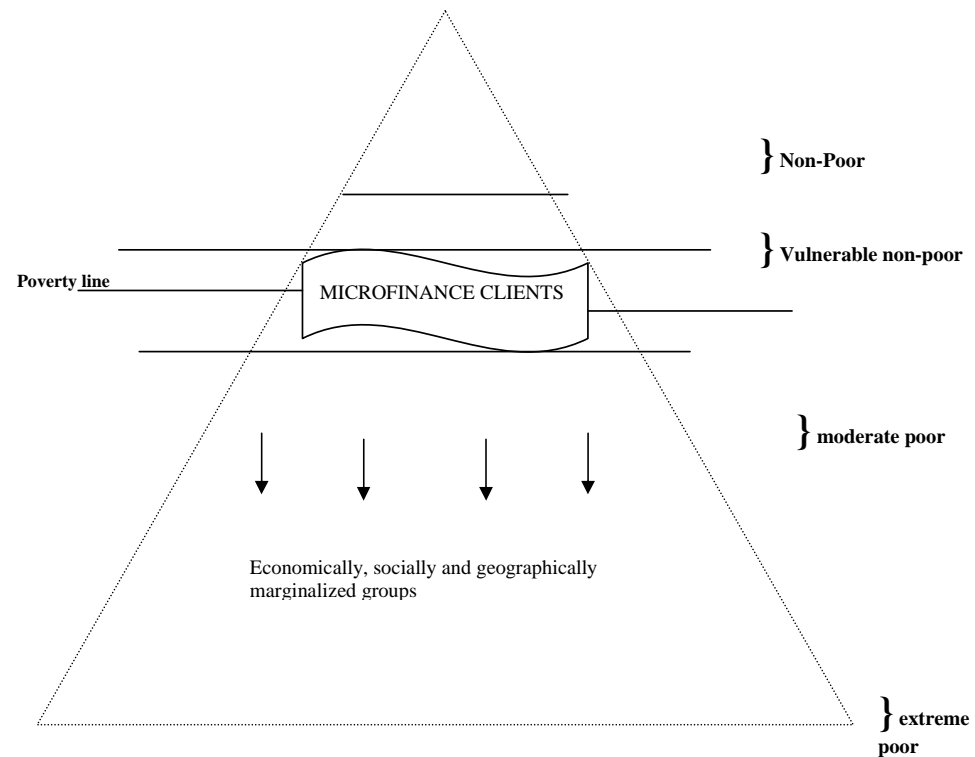 } Non-Poor
} Vulnerable non-poor
Poverty line
MICROFINANCE CLIENTS
} moderate poor
Economically, socially and geographically
marginalized groups
} extreme
poor